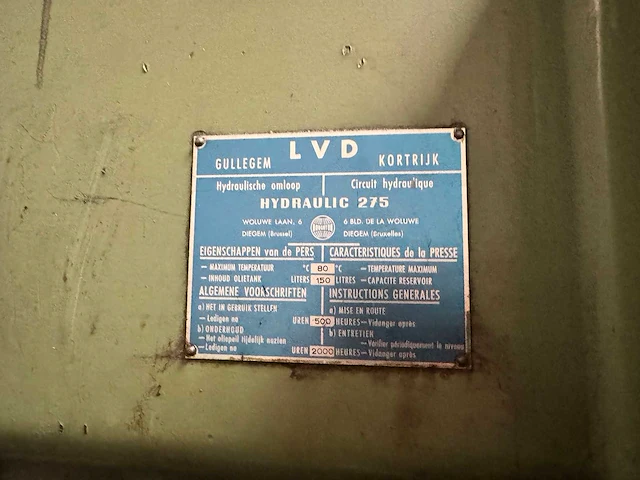 LVD
GULLEGEM KORTRIJK
Hydraulische omloop Circuit hydraulique
HYDRAULIC 275
WOLUWE LAAN, 6 6 BLD. DE LA WOLUWE
DIEGEM (Brussel) DIEGEM (Bruxelles)
EIGENSCHAPPEN van de PERS CARACTERISTIQUES de la PRESSE
— MAXIMUM TEMPERATUUR °C 80 °C — TEMPERATURE MAXIMUM
— INHOUD OLIETANK LITERS 150 LITRES — CAPACITE RESERVOIR
ALGEMENE VOORSCHRIFTEN INSTRUCTIONS GENERALES
a) HET IN GEBRUIK STELLEN a) MISE EN ROUTE
— Ledigen na UREN 500 HEURES — Vidanger après
b) ONDERHOUD b) ENTRETIEN
— Het oliepeil tijdelijk nazien — Vérifier périodiquement le niveau
— Ledigen na UREN 2000 HEURES — Vidanger après